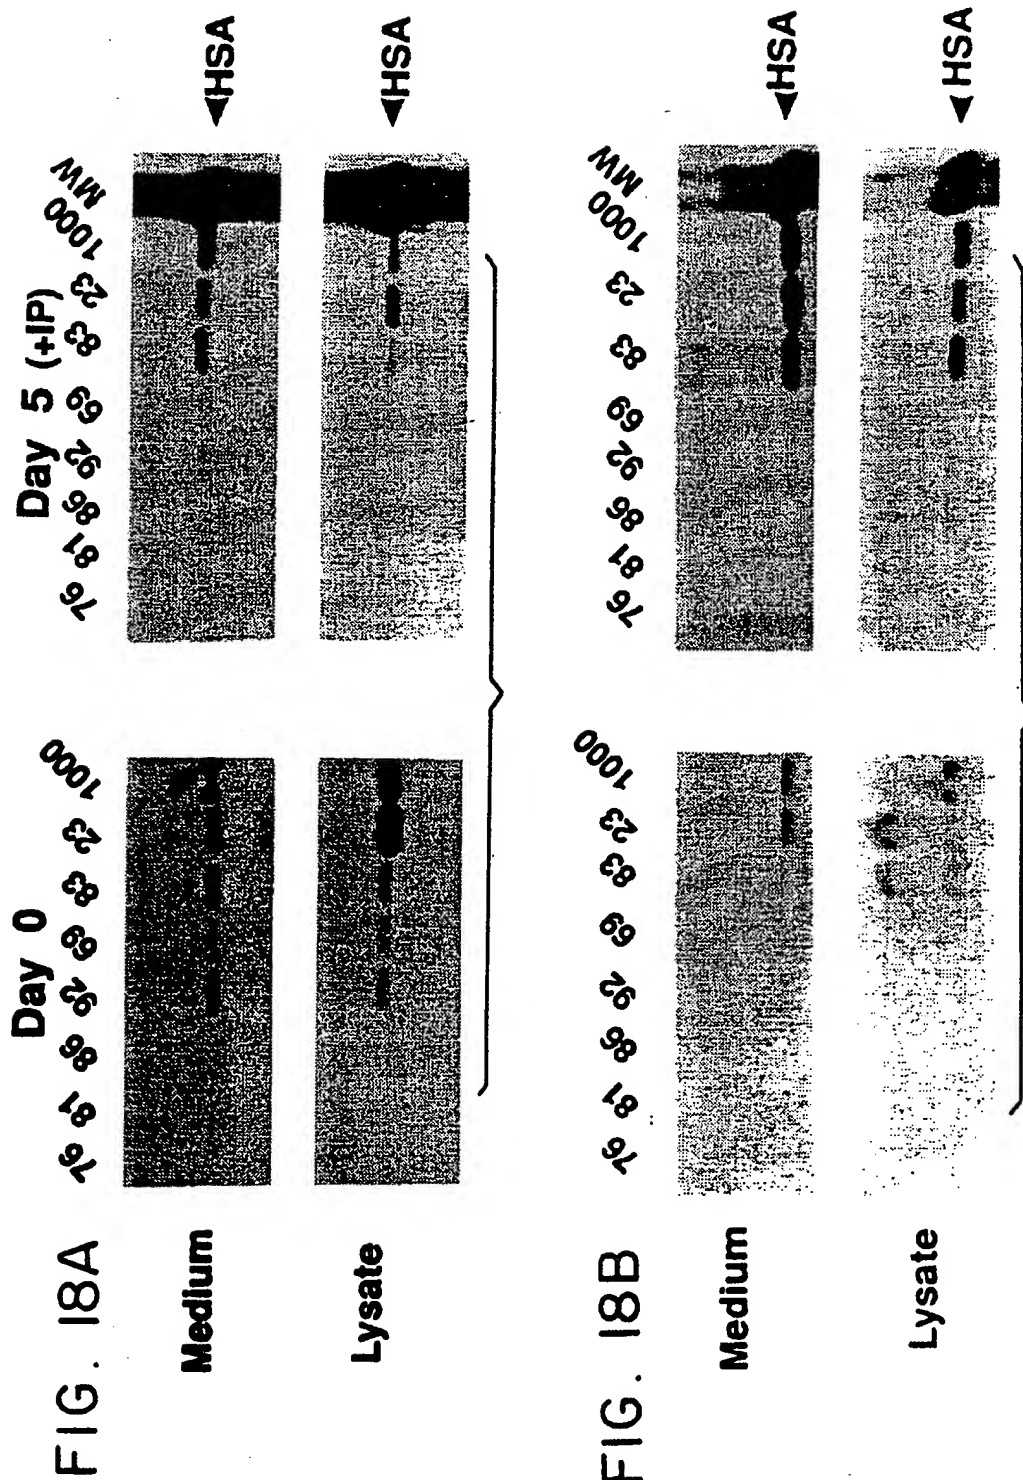 FIG. 18A
Day 0
Day 5 (+IP)
76 81 86 92 69 83 23 1000
76 81 86 92 69 83 23 1000 MW
Medium
◄HSA
Lysate
◄HSA
FIG. 18B
76 81 86 92 69 83 23 1000
76 81 86 92 69 83 23 1000 MW
Medium
◄HSA
Lysate
◄HSA